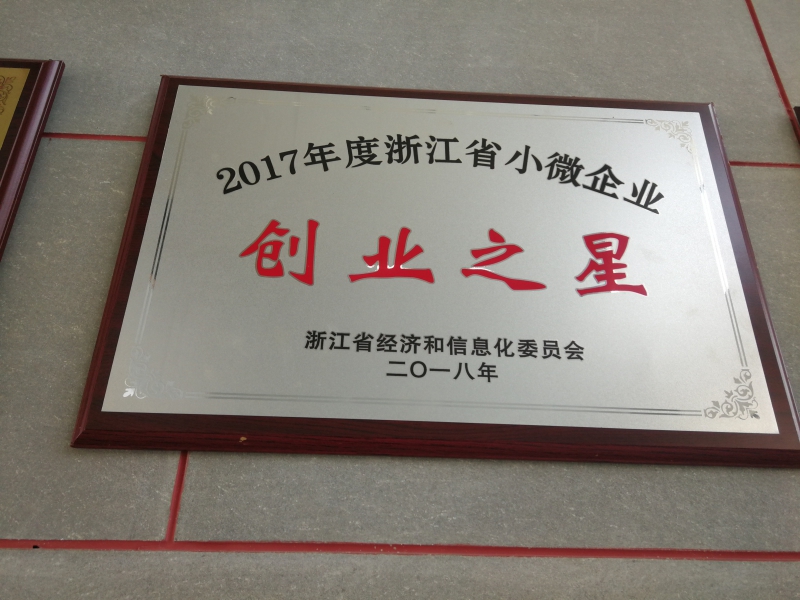 2017年度浙江省小微企业
创业之星
浙江省经济和信息化委员会
二〇一八年